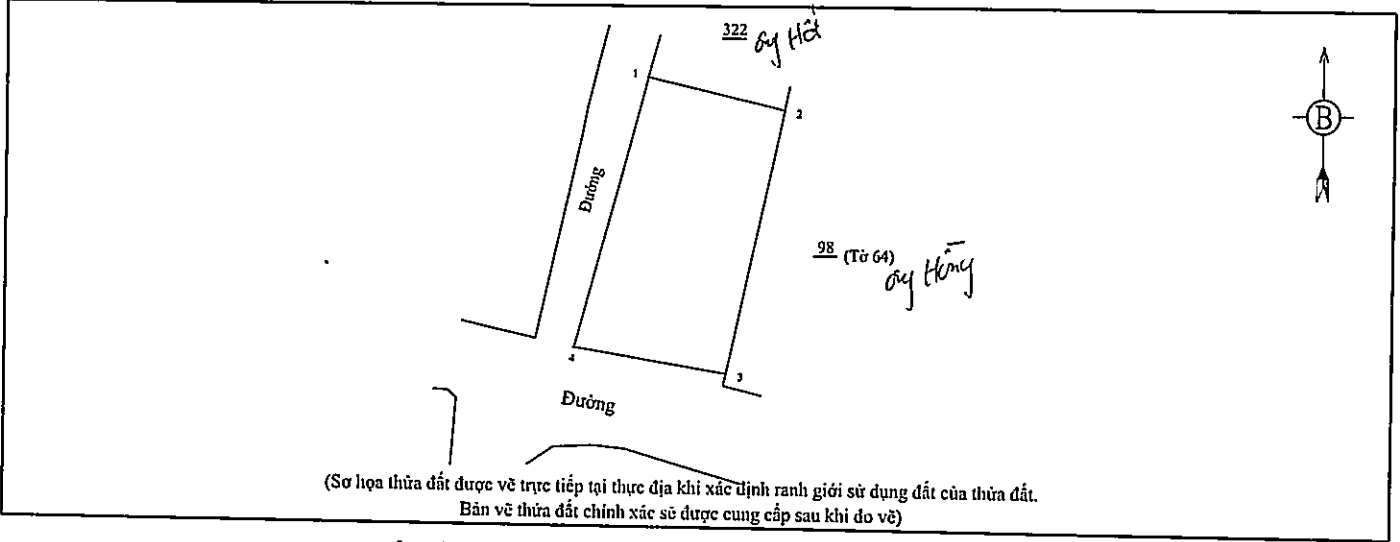 322 ông Hồi
1
2
B
Đường
98 (Tờ 64)
ông Hồng
4
3
Đường
(Sơ họa thửa đất được vẽ trực tiếp tại thực địa khi xác định ranh giới sử dụng đất của thửa đất.
Bản vẽ thửa đất chính xác sẽ được cung cấp sau khi đo vẽ)